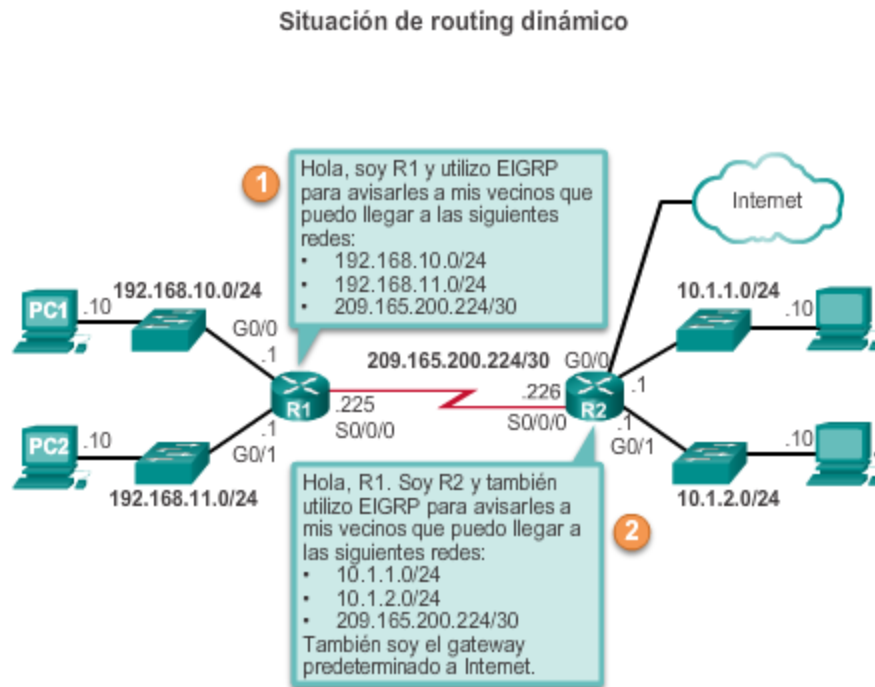 Situación de routing dinámico
1
Hola, soy R1 y utilizo EIGRP
para avisarles a mis vecinos que
puedo llegar a las siguientes
redes:
• 192.168.10.0/24
• 192.168.11.0/24
• 209.165.200.224/30
Internet
PC1
.10
192.168.10.0/24
G0/0
.1
R1
.225
S0/0/0
209.165.200.224/30
G0/0
.226
S0/0/0
R2
.1
10.1.1.0/24
.10
PC2
.10
192.168.11.0/24
.1
G0/1
.1
G0/1
10.1.2.0/24
.10
Hola, R1. Soy R2 y también
utilizo EIGRP para avisarles a
mis vecinos que puedo llegar a
las siguientes redes:
• 10.1.1.0/24
• 10.1.2.0/24
• 209.165.200.224/30
También soy el gateway
predeterminado a Internet.
2